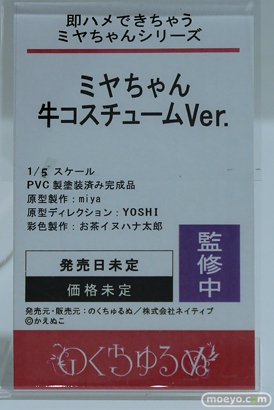 即ハメできちゃう
ミヤちゃんシリーズ
ミヤちゃん
牛コスチュームVer.
1/5 スケール
PVC製塗装済み完成品
原型製作：miya
原型ディレクション：YOSHI
彩色製作：お茶イヌハナ太郎
発売日未定
価格未定
監修中
発売元・販売元：のくちゅるぬ／株式会社ネイティブ
©かえぬこ
のくちゅるぬ
moeyo.com